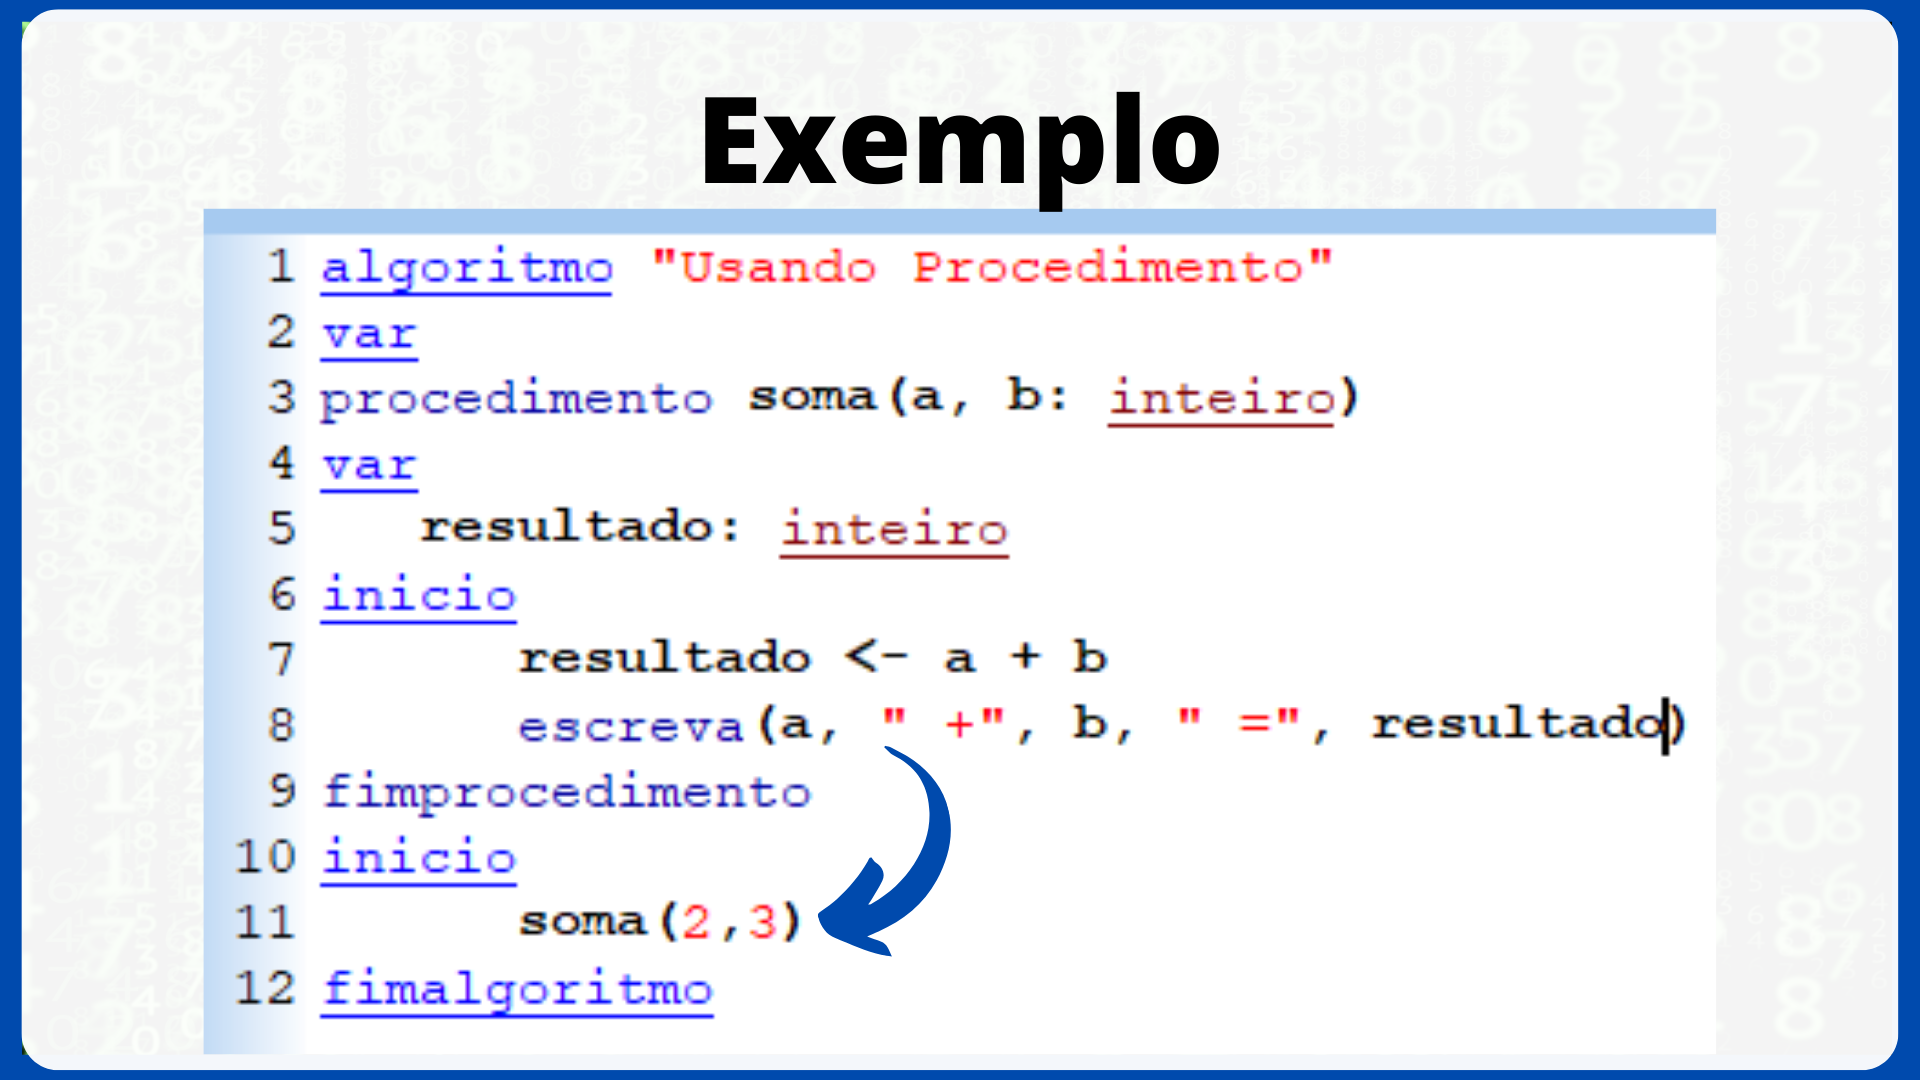 Exemplo
1 algoritmo "Usando Procedimento"
2 var
3 procedimento soma(a, b: inteiro)
4 var
5 resultado: inteiro
6 inicio
7 resultado <- a + b
8 escreva(a, " +", b, " =", resultado)
9 fimprocedimento
10 inicio
11 soma(2,3)
12 fimalgoritmo